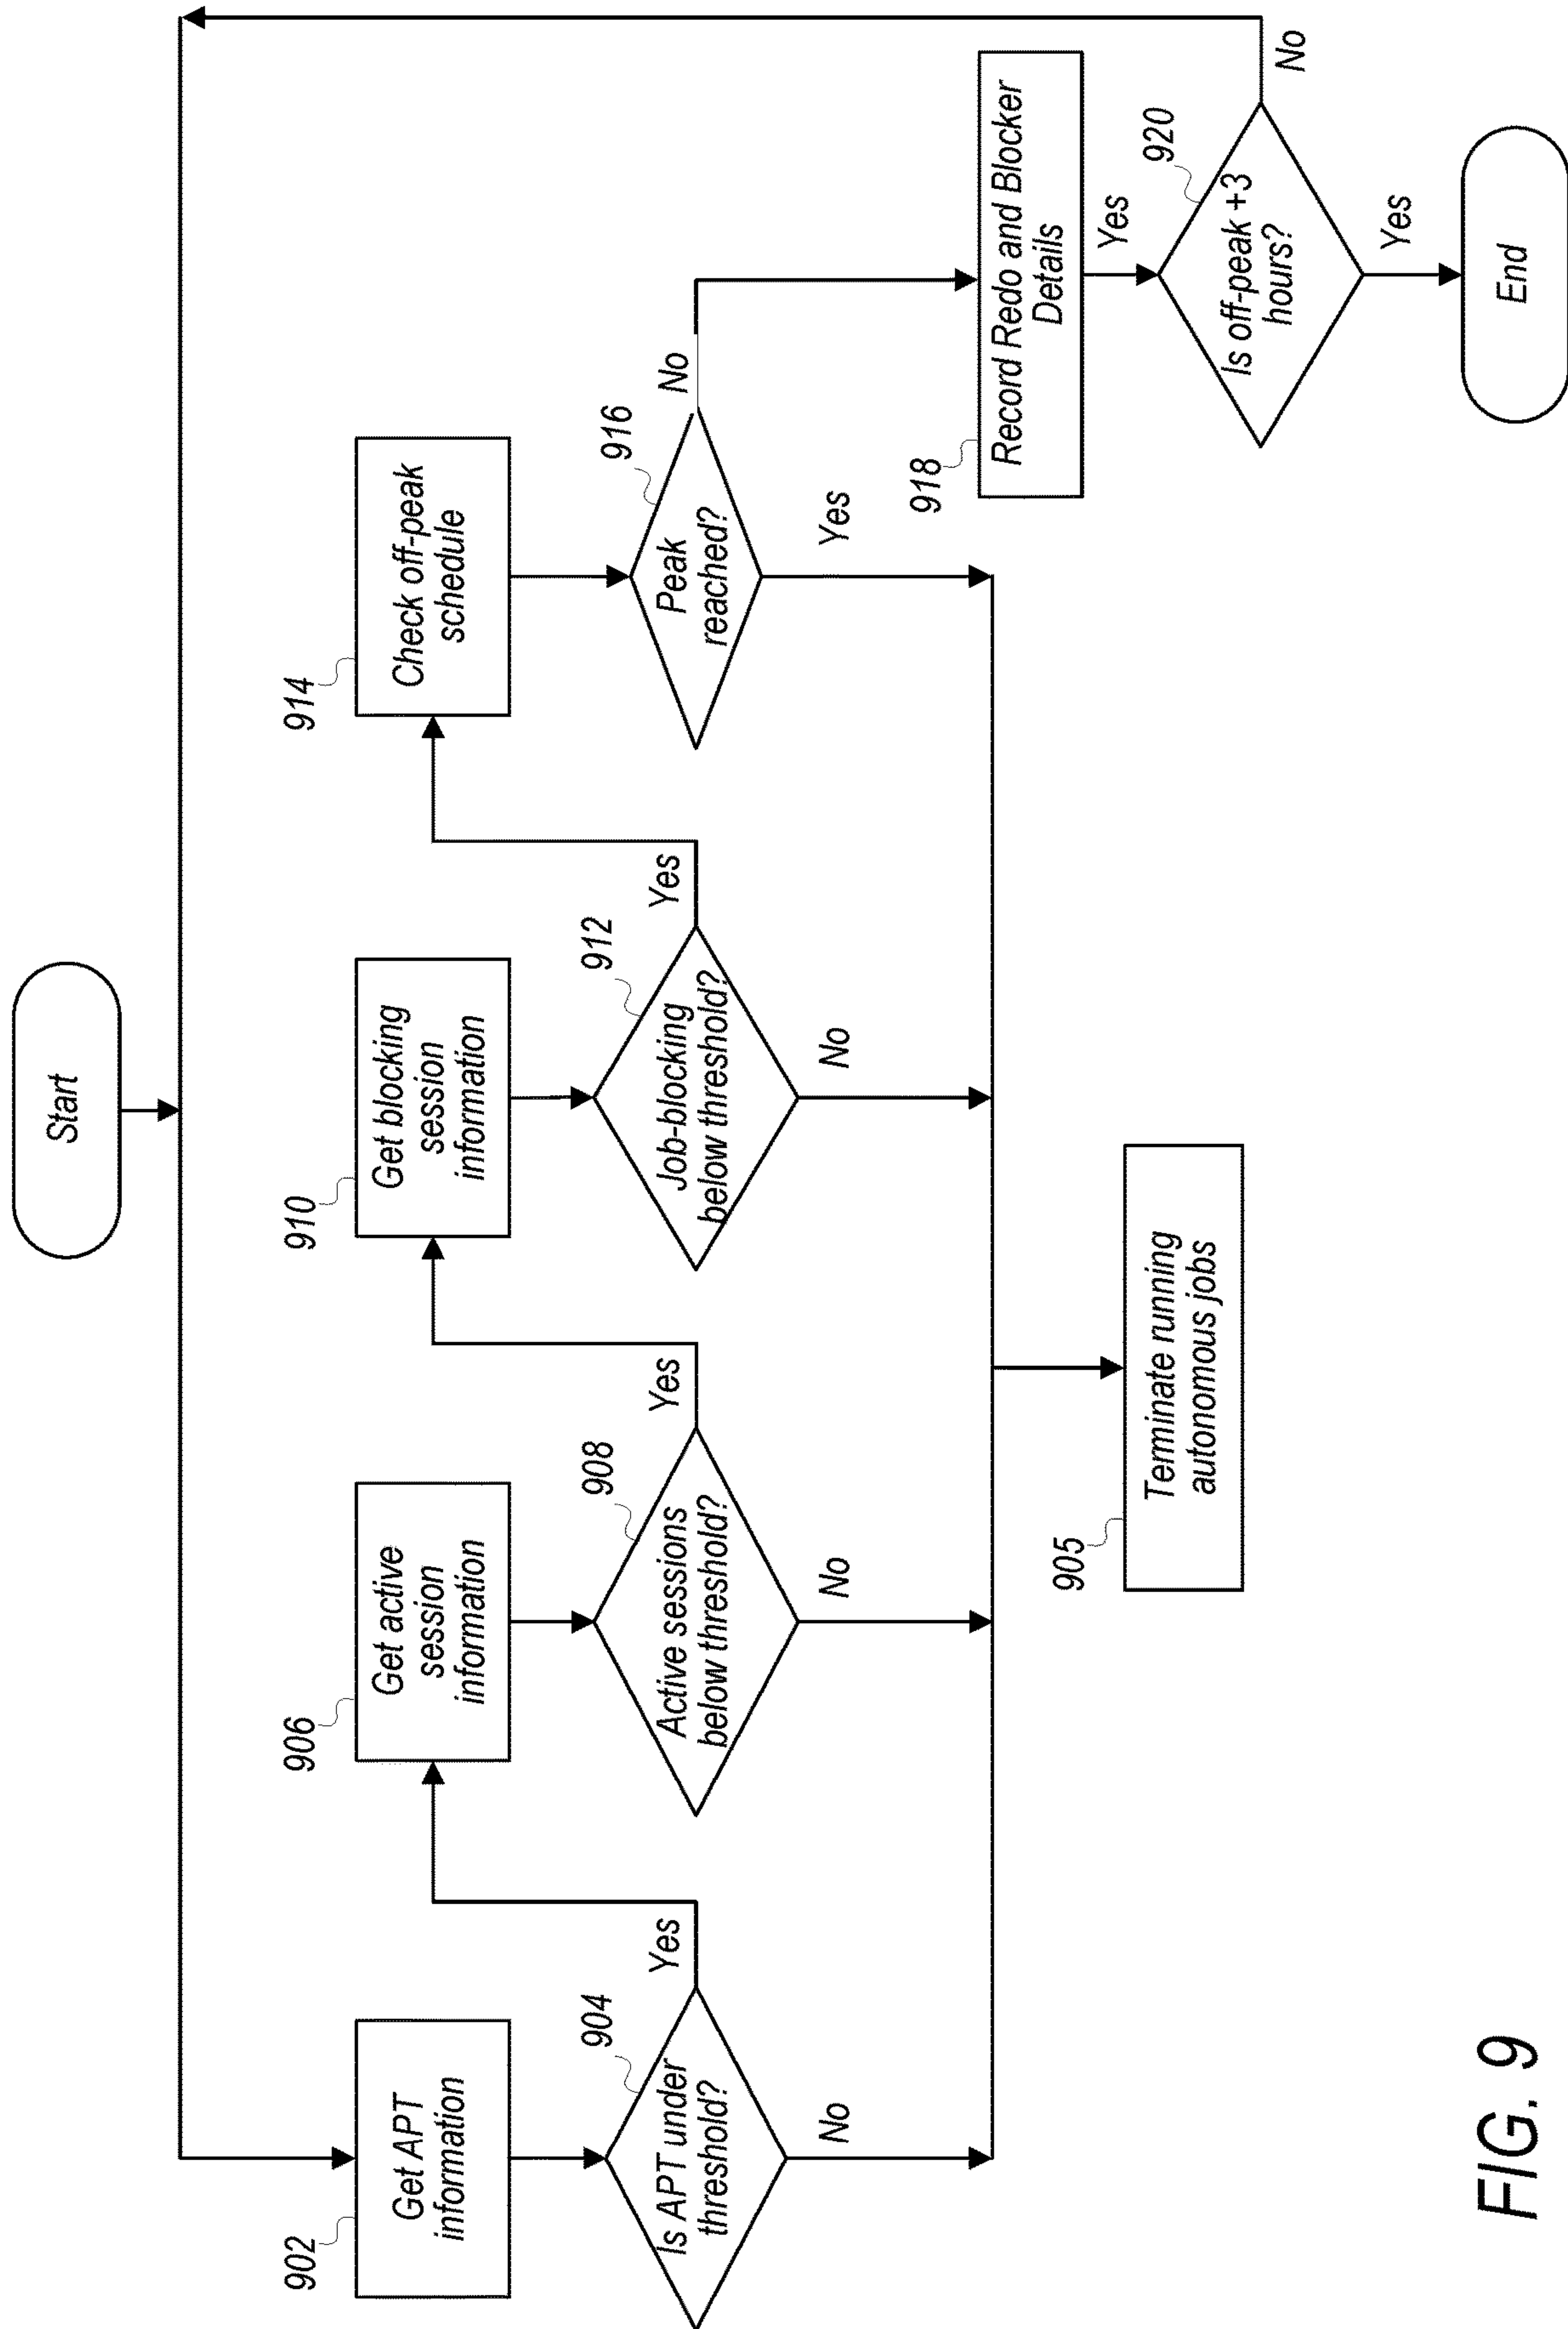 Start
902
Get APT
information
904
Is APT under
threshold?
Yes
No
906
Get active
session
information
908
Active sessions
below threshold?
Yes
No
910
Get blocking
session
information
912
Job-blocking
below threshold?
Yes
No
914
Check off-peak
schedule
916
Peak
reached?
No
Yes
918
Record Redo and Blocker
Details
Yes
920
Is off-peak +3
hours?
No
Yes
End
905
Terminate running
autonomous jobs
FIG. 9